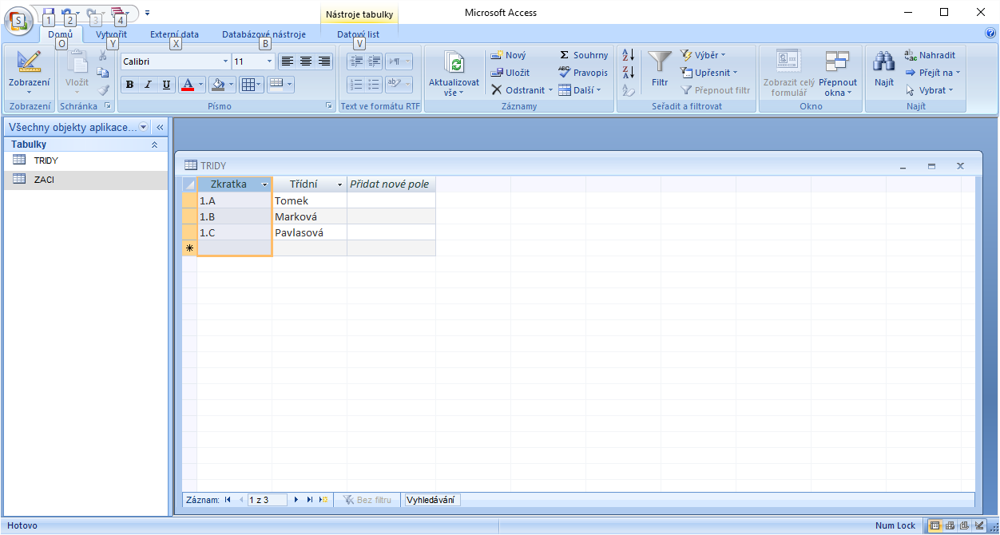 Nástroje tabulky
Microsoft Access
S
1
2
3
4
Domů
Vytvořit
Externí data
Databázové nástroje
Datový list
O
Y
X
B
V
Zobrazení
Vložit
Calibri
11
B I U A
Aktualizovat vše
Nový
Uložit
Odstranit
Σ Souhrny
ABC Pravopis
Další
Filtr
Výběr
Upřesnit
Přepnout filtr
Zobrazit celý formulář
Přepnout okna
Najít
Nahradit
Přejít na
Vybrat
Zobrazení
Schránka
Písmo
Text ve formátu RTF
Záznamy
Seřadit a filtrovat
Okno
Najít
Všechny objekty aplikace... «
Tabulky
TRIDY
ZACI
TRIDY
Zkratka Třídní Přidat nové pole
1.A Tomek
1.B Marková
1.C Pavlasová
Záznam: 1 z 3 Bez filtru Vyhledávání
Hotovo
Num Lock